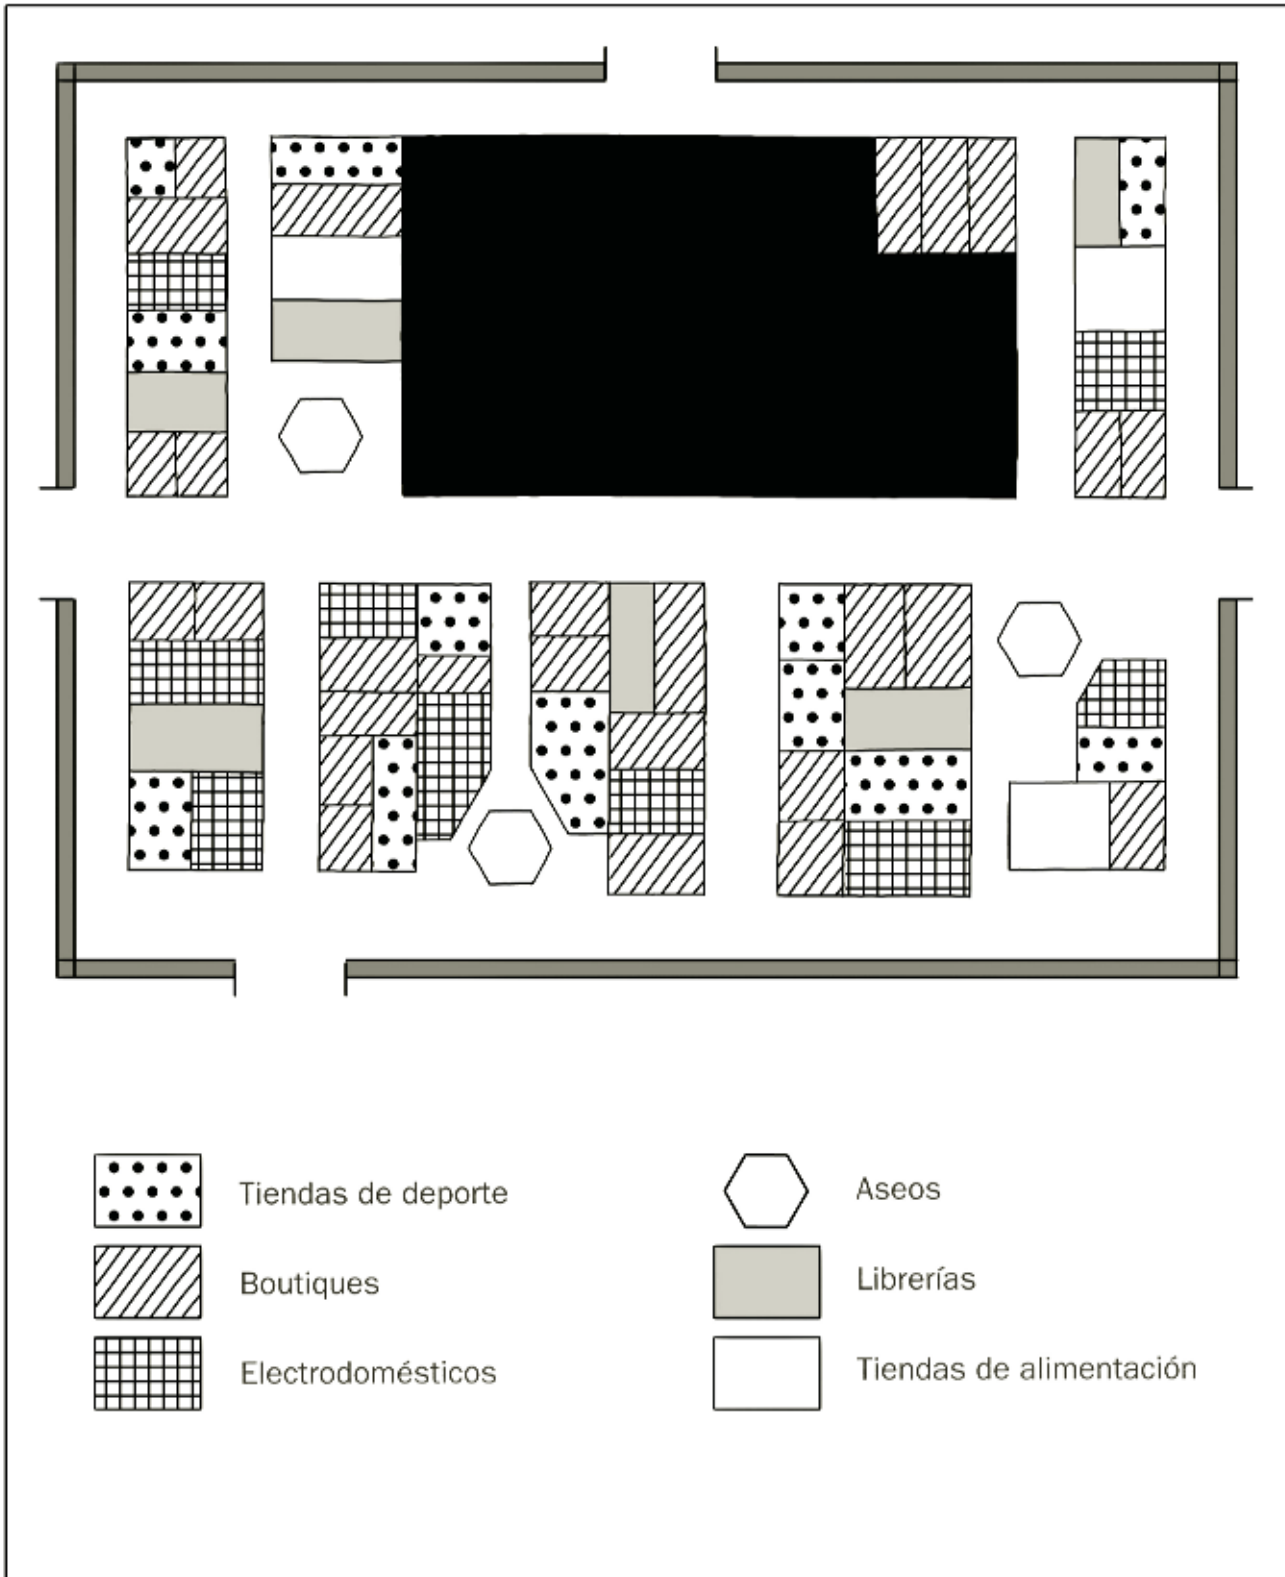 Tiendas de deporte
Boutiques
Electrodomésticos
Aseos
Librerías
Tiendas de alimentación